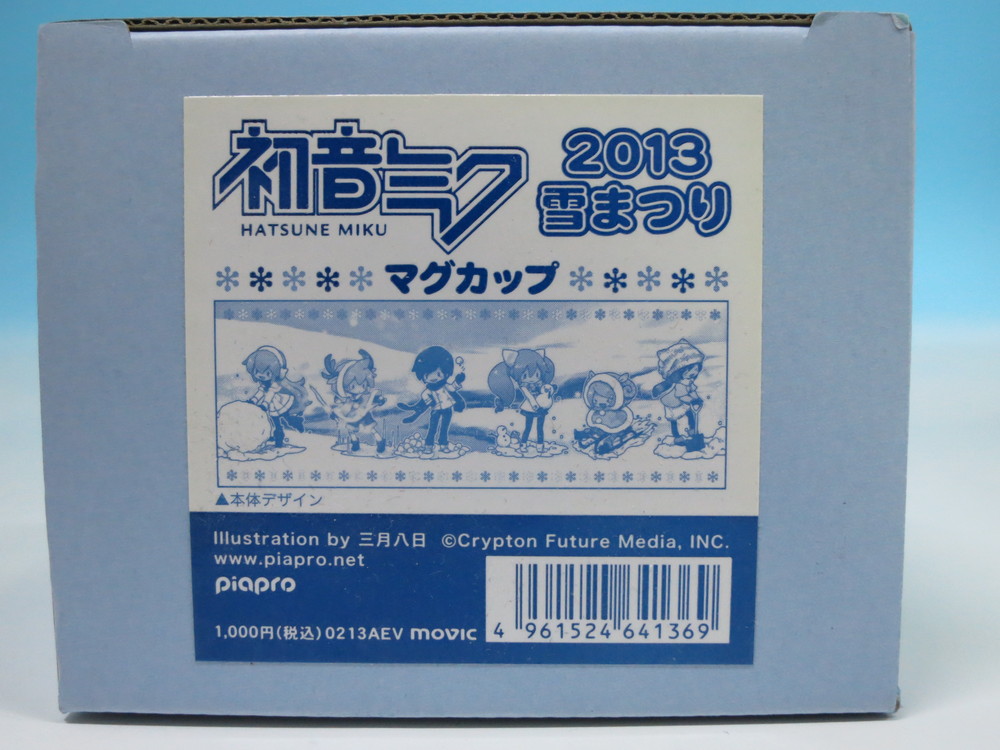 初音ミク
HATSUNE MIKU
2013
雪まつり
マグカップ
▲本体デザイン
Illustration by 三月八日 ©Crypton Future Media, INC.
www.piapro.net
piapro
1,000円(税込)0213AEV movic
4 961524 641369